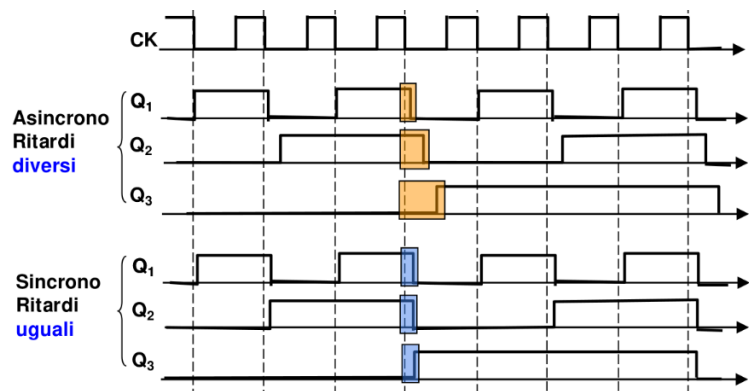 CK
Asincrono
Ritardi
diversi
Q1
Q2
Q3
Sincrono
Ritardi
uguali
Q1
Q2
Q3